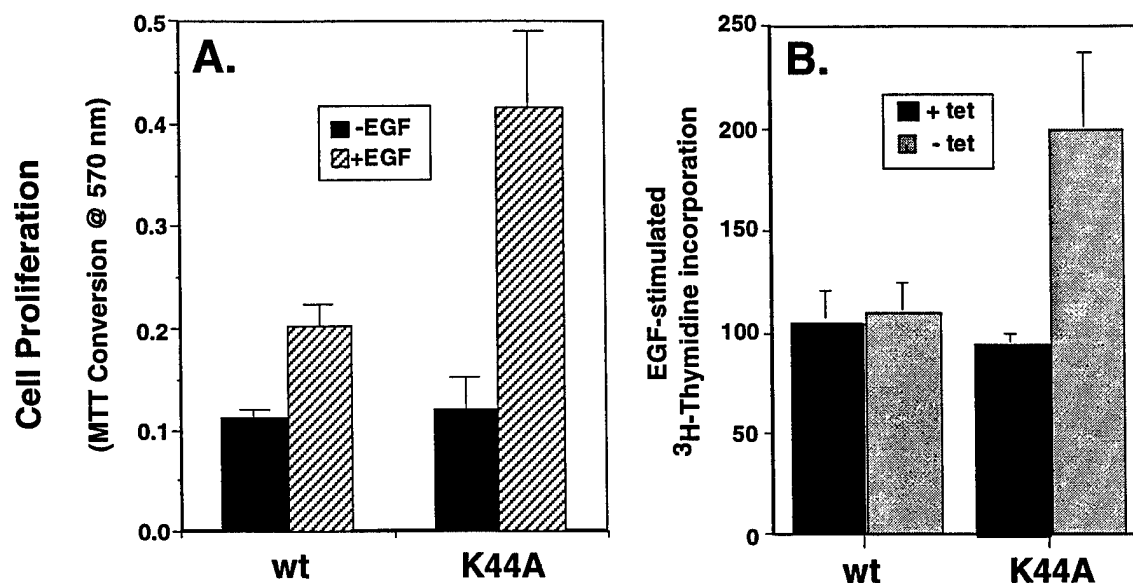 Cell Proliferation
(MTT Conversion @ 570 nm)
A.
-EGF
+EGF
0.5
0.4
0.3
0.2
0.1
0.0
wt
K44A
EGF-stimulated
3H-Thymidine incorporation
B.
+ tet
- tet
250
200
150
100
50
0
wt
K44A